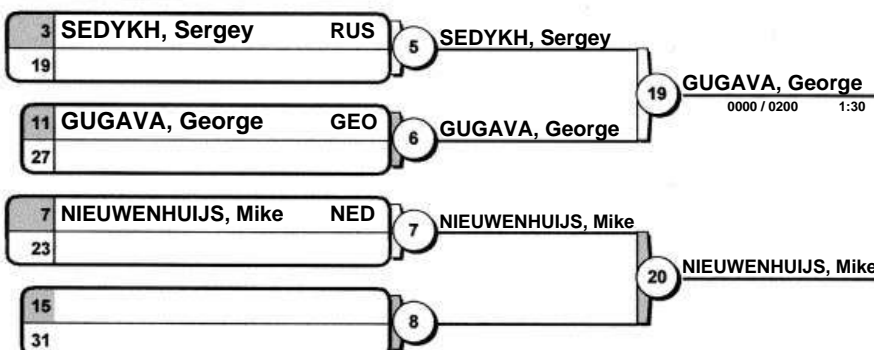 3 SEDYKH, Sergey RUS
19
5 SEDYKH, Sergey
11 GUGAVA, George GEO
27
6 GUGAVA, George
19 GUGAVA, George
0000 / 0200 1:30
7 NIEUWENHUIJS, Mike NED
23
7 NIEUWENHUIJS, Mike
15
31
8
20 NIEUWENHUIJS, Mike